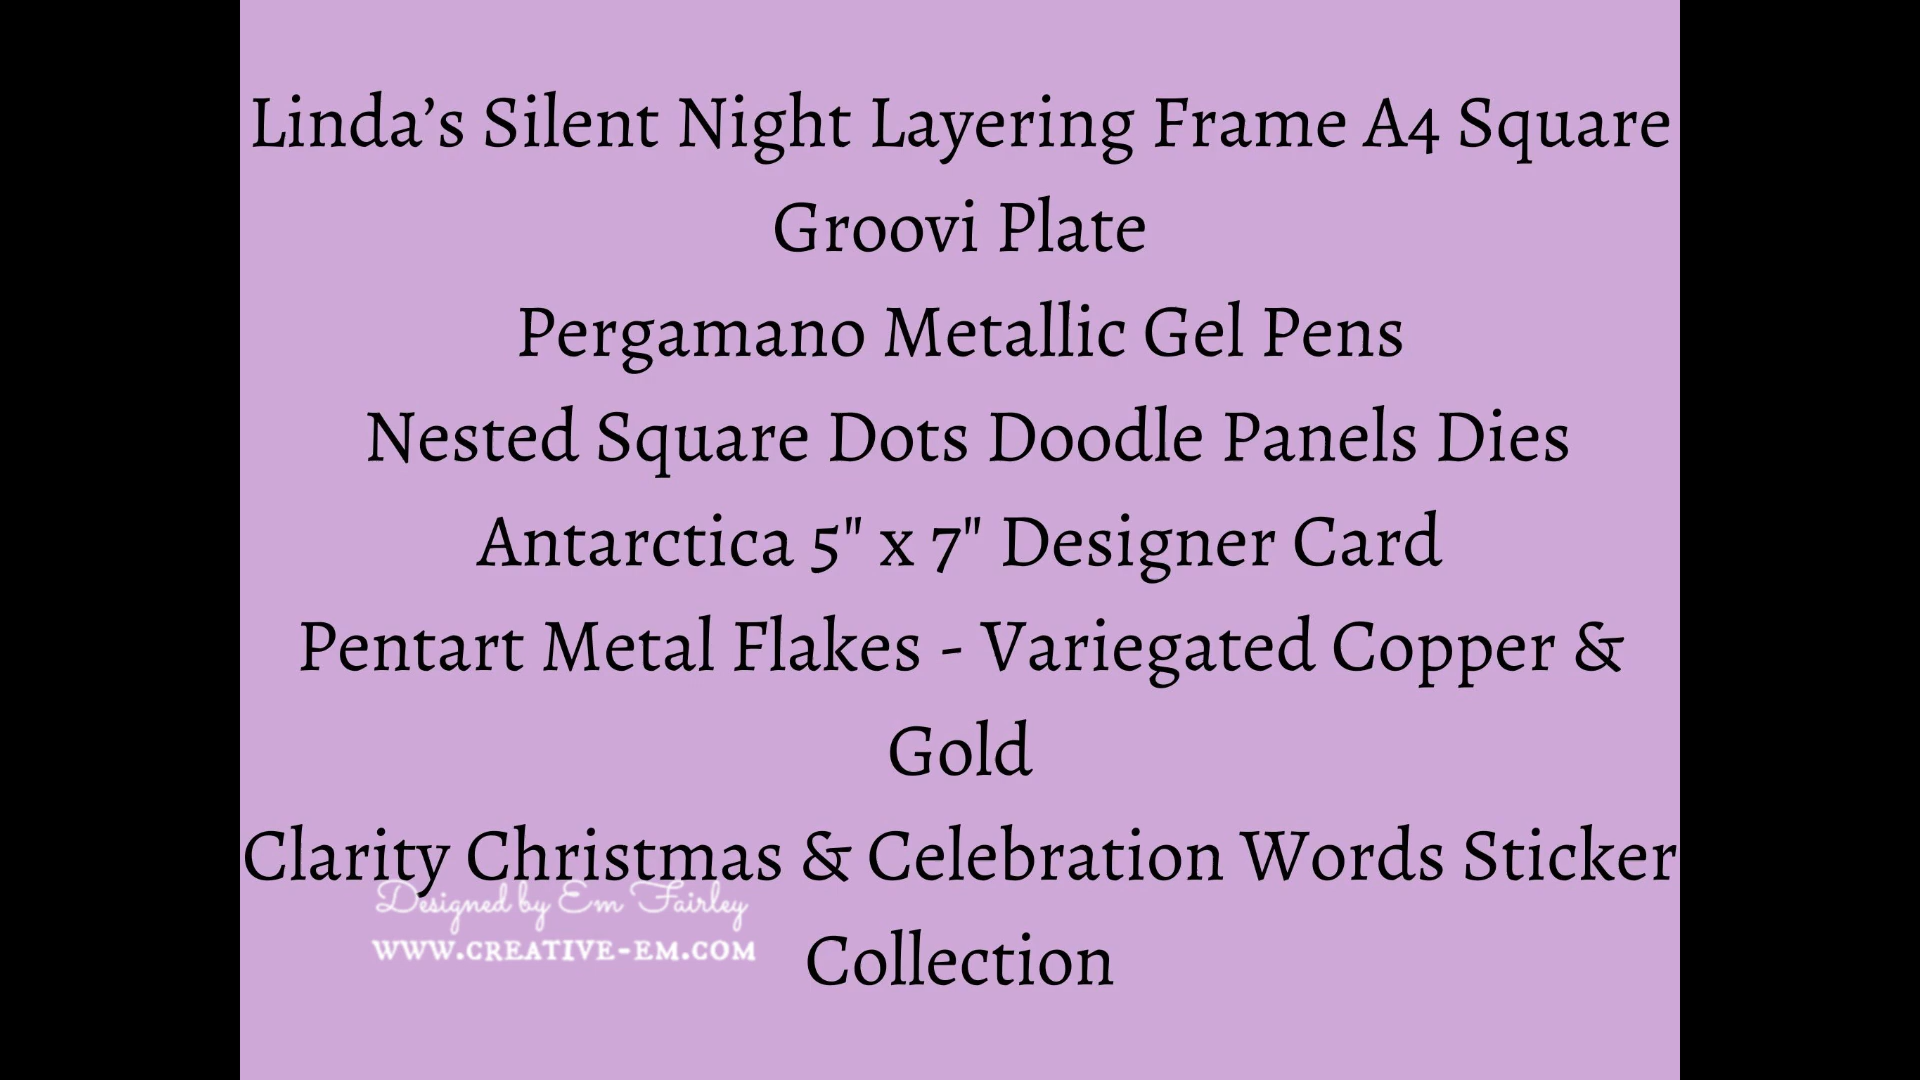 Linda’s Silent Night Layering Frame A4 Square
Groovi Plate
Pergamano Metallic Gel Pens
Nested Square Dots Doodle Panels Dies
Antarctica 5" x 7" Designer Card
Pentart Metal Flakes - Variegated Copper &
Gold
Clarity Christmas & Celebration Words Sticker
Collection
Designed by Em Fairley
WWW.CREATIVE-EM.COM